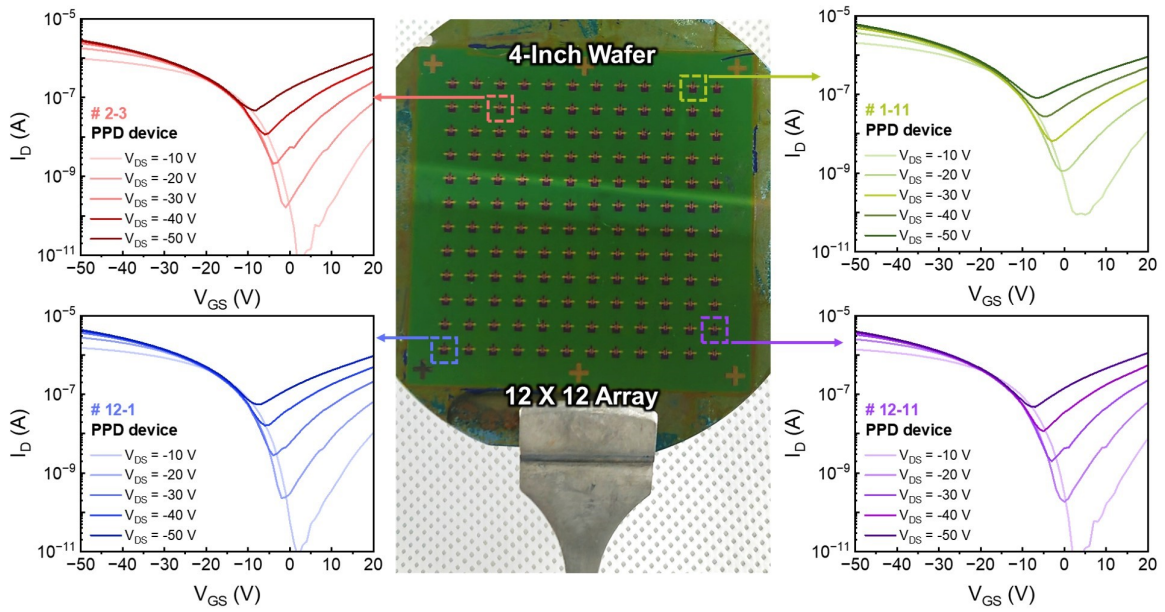 4-Inch Wafer
12 X 12 Array
10⁻⁵
10⁻⁷
10⁻⁹
10⁻¹¹
I_D (A)
# 2-3
PPD device
V_DS = -10 V
V_DS = -20 V
V_DS = -30 V
V_DS = -40 V
V_DS = -50 V
−50 −40 −30 −20 −10 0 10 20
V_GS (V)
10⁻⁵
10⁻⁷
10⁻⁹
10⁻¹¹
I_D (A)
# 1-11
PPD device
V_DS = -10 V
V_DS = -20 V
V_DS = -30 V
V_DS = -40 V
V_DS = -50 V
−50 −40 −30 −20 −10 0 10 20
V_GS (V)
10⁻⁵
10⁻⁷
10⁻⁹
10⁻¹¹
I_D (A)
# 12-1
PPD device
V_DS = -10 V
V_DS = -20 V
V_DS = -30 V
V_DS = -40 V
V_DS = -50 V
−50 −40 −30 −20 −10 0 10 20
V_GS (V)
10⁻⁵
10⁻⁷
10⁻⁹
10⁻¹¹
I_D (A)
# 12-11
PPD device
V_DS = -10 V
V_DS = -20 V
V_DS = -30 V
V_DS = -40 V
V_DS = -50 V
−50 −40 −30 −20 −10 0 10 20
V_GS (V)